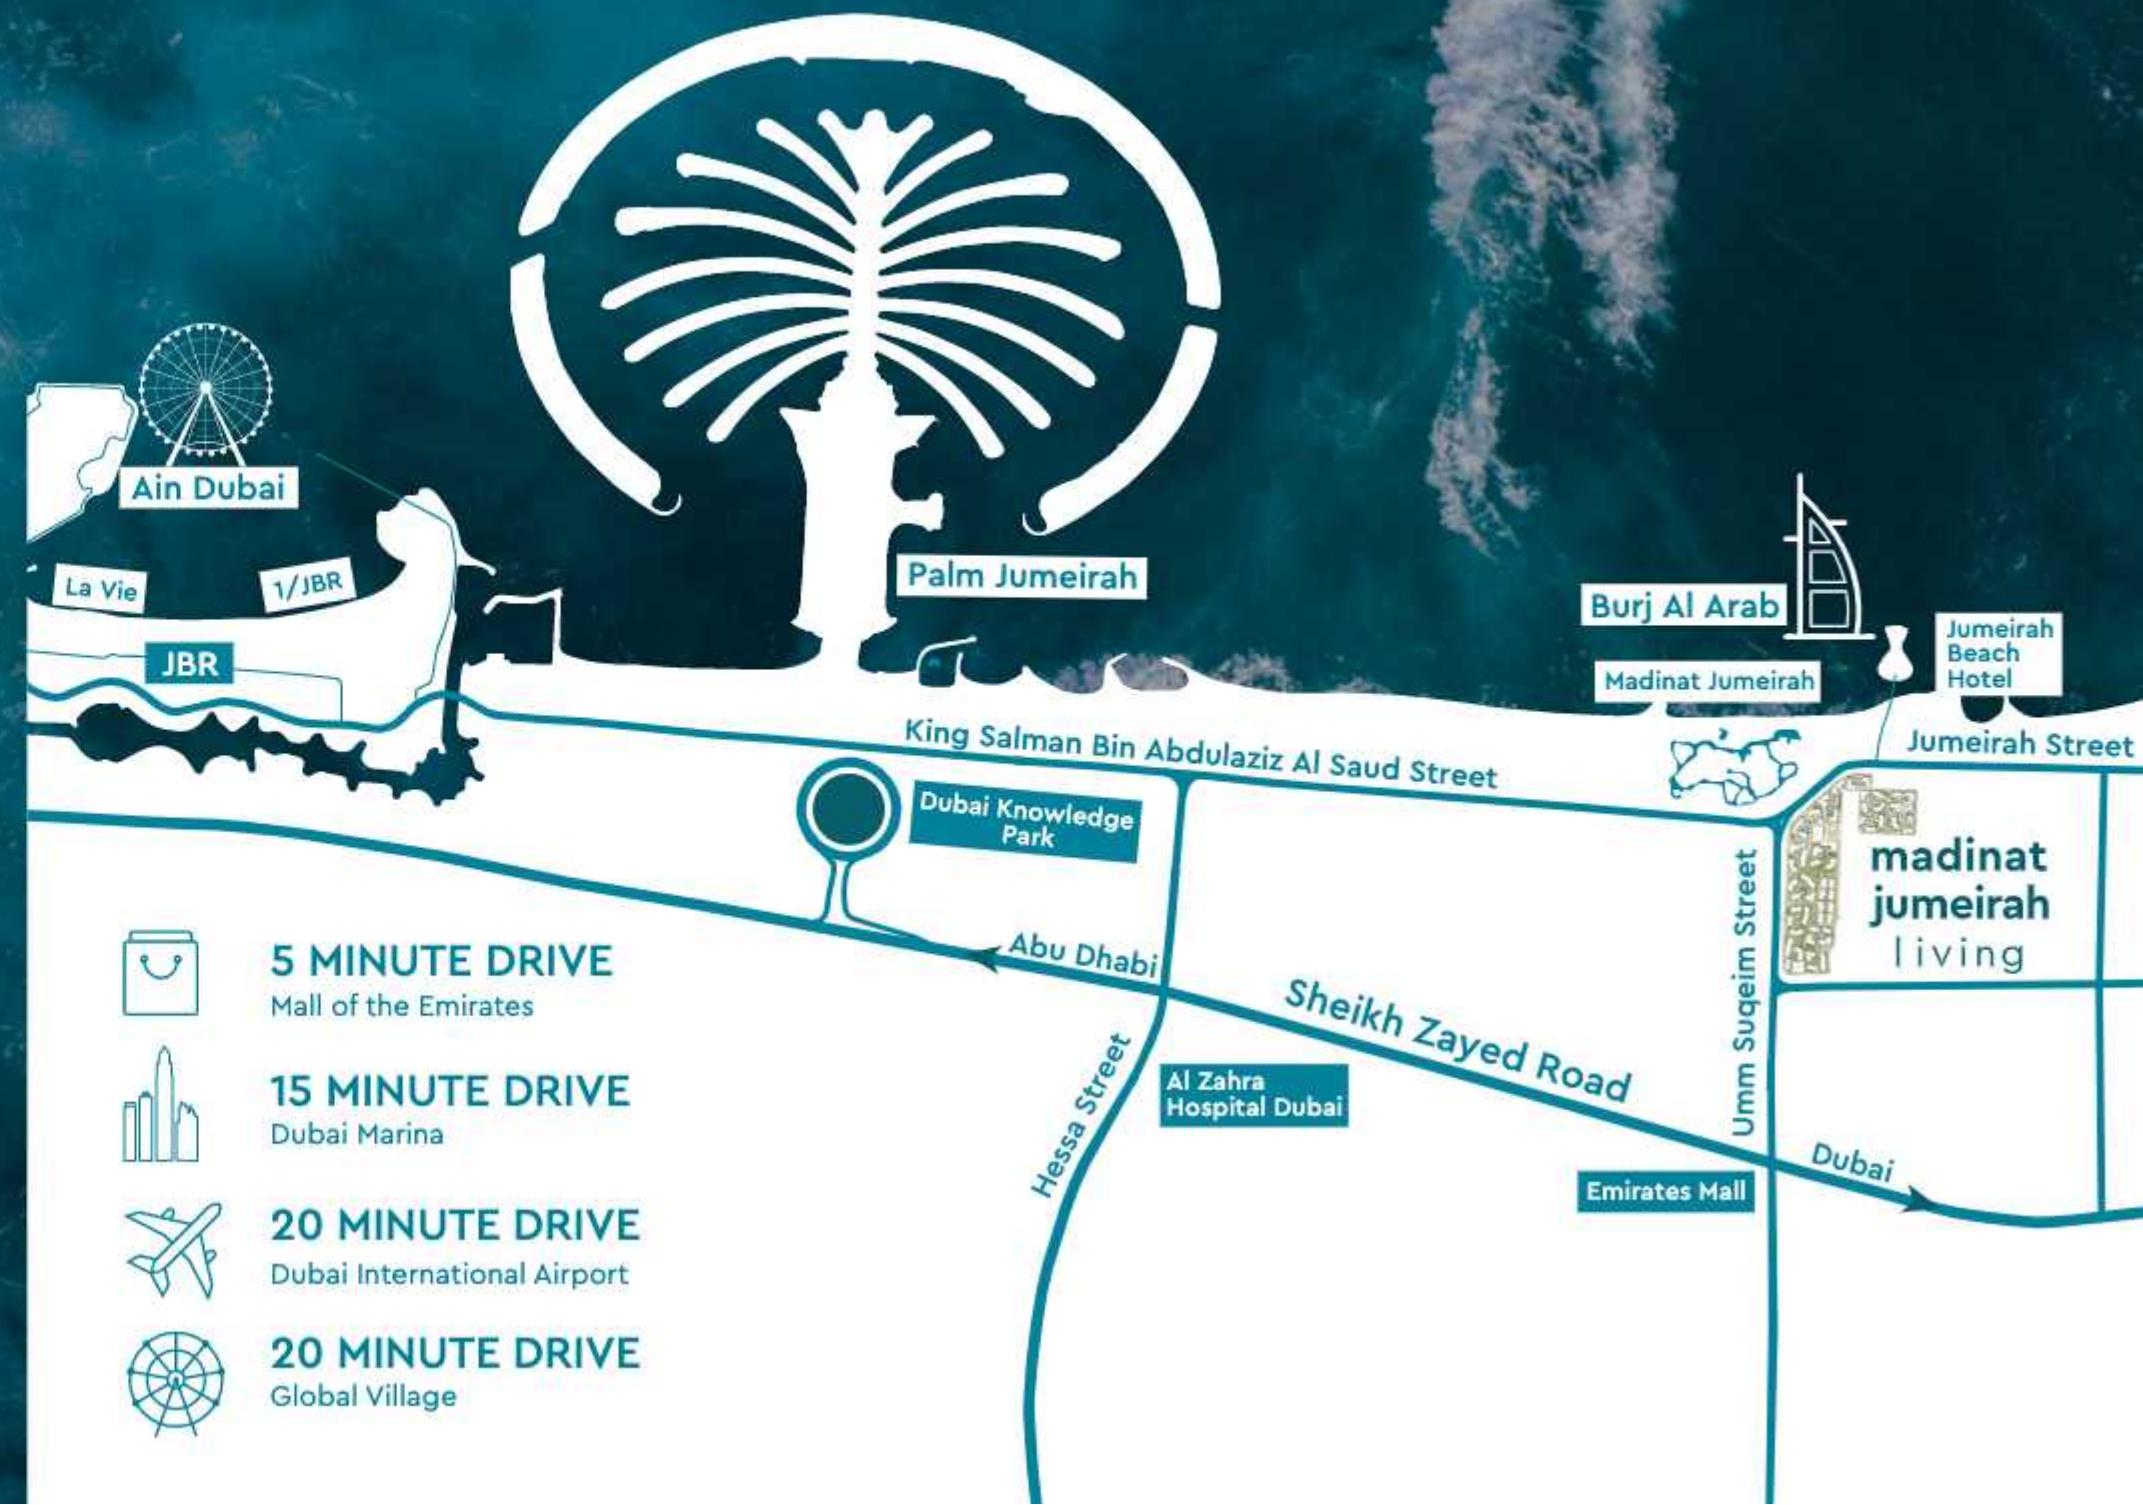 Ain Dubai
La Vie
1/JBR
JBR
Palm Jumeirah
Burj Al Arab
Madinat Jumeirah
Jumeirah
Beach
Hotel
King Salman Bin Abdulaziz Al Saud Street
Jumeirah Street
Dubai Knowledge
Park
madinat
jumeirah
living
Umm Suqeim Street
Abu Dhabi
Sheikh Zayed Road
Hessa Street
Al Zahra
Hospital Dubai
Emirates Mall
Dubai
5 MINUTE DRIVE
Mall of the Emirates
15 MINUTE DRIVE
Dubai Marina
20 MINUTE DRIVE
Dubai International Airport
20 MINUTE DRIVE
Global Village